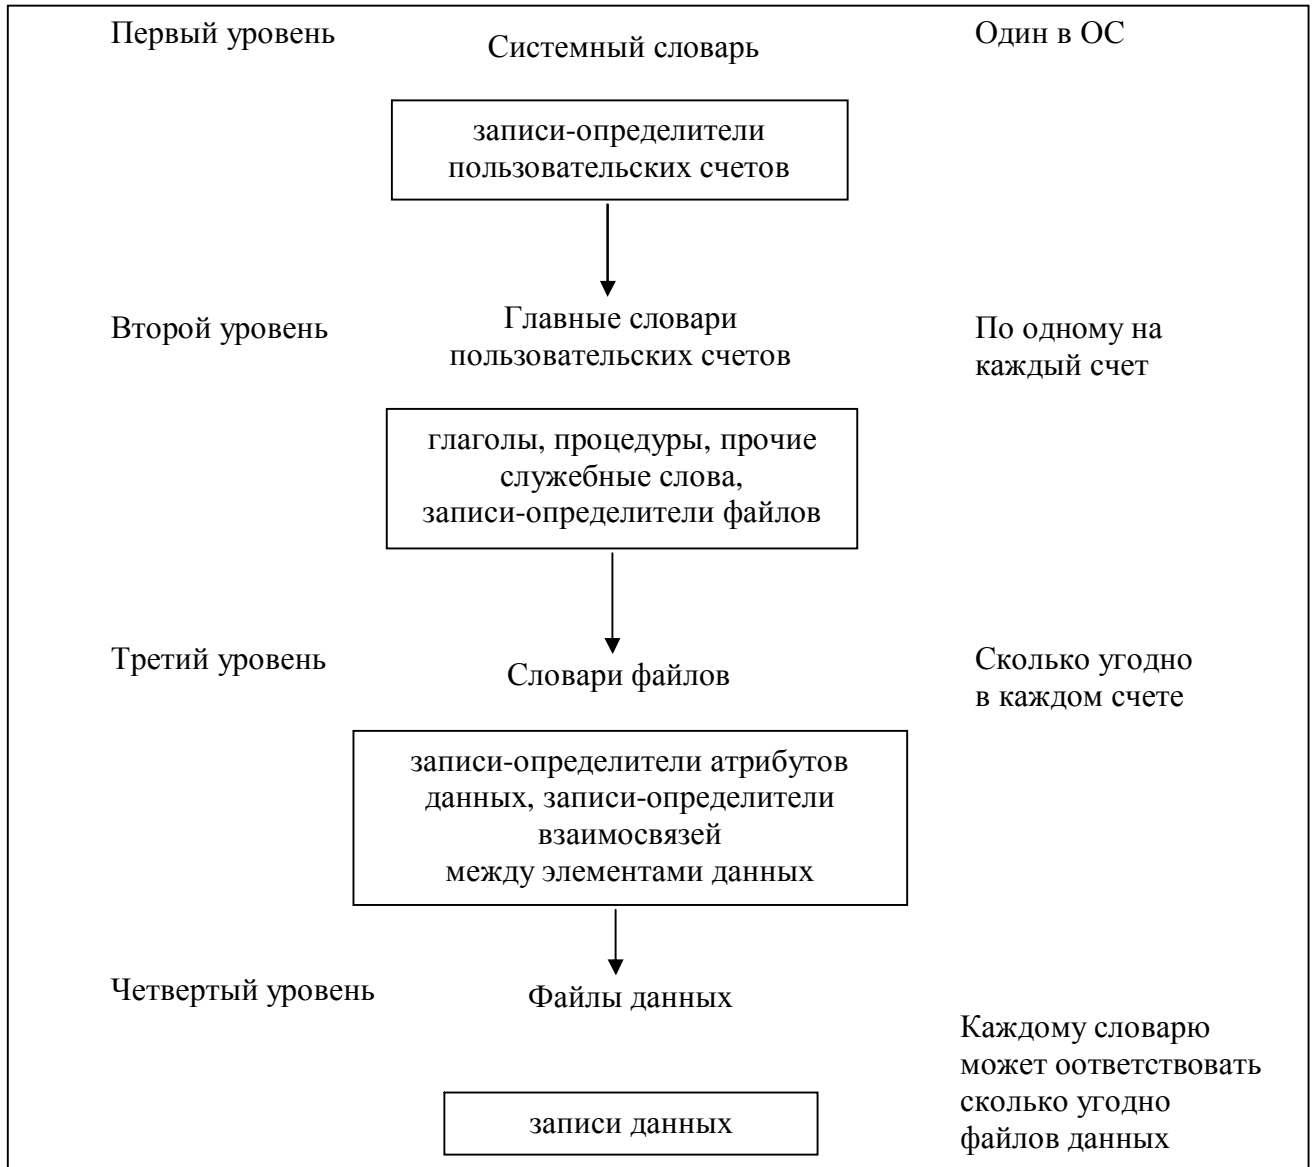 Первый уровень
Системный словарь
Один в ОС
записи-определители
пользовательских счетов
Второй уровень
Главные словари
пользовательских счетов
По одному на
каждый счет
глаголы, процедуры, прочие
служебные слова,
записи-определители файлов
Третий уровень
Словари файлов
Сколько угодно
в каждом счете
записи-определители атрибутов
данных, записи-определители
взаимосвязей
между элементами данных
Четвертый уровень
Файлы данных
Каждому словарю
может оответствовать
сколько угодно
файлов данных
записи данных